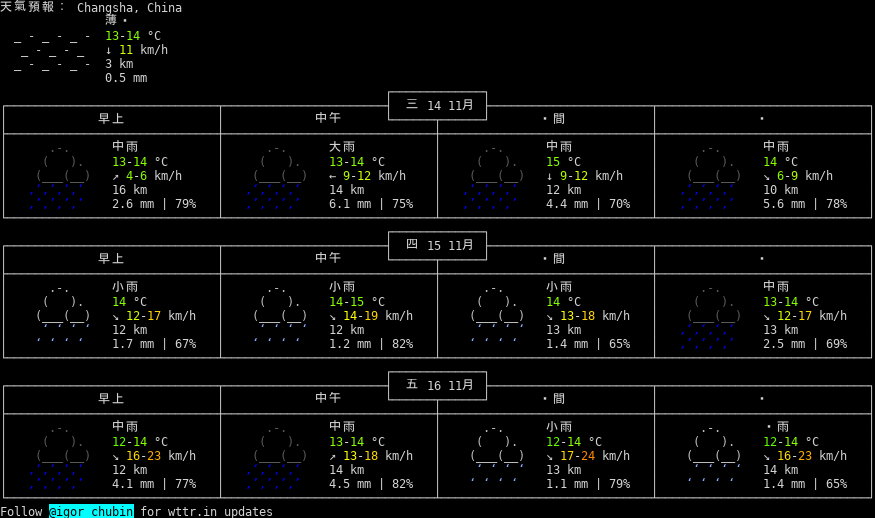 天氣預報： Changsha, China
薄・
13-14 °C
↓ 11 km/h
3 km
0.5 mm
三 14 11月
早上 中午 ・間 ・
中雨 大雨 中雨 中雨
13-14 °C 13-14 °C 15 °C 14 °C
↗ 4-6 km/h ← 9-12 km/h ↓ 9-12 km/h ↘ 6-9 km/h
16 km 14 km 12 km 10 km
2.6 mm | 79% 6.1 mm | 75% 4.4 mm | 70% 5.6 mm | 78%
四 15 11月
早上 中午 ・間 ・
小雨 小雨 小雨 中雨
14 °C 14-15 °C 14 °C 13-14 °C
↘ 12-17 km/h ↘ 14-19 km/h ↘ 13-18 km/h ↘ 12-17 km/h
12 km 12 km 13 km 13 km
1.7 mm | 67% 1.2 mm | 82% 1.4 mm | 65% 2.5 mm | 69%
五 16 11月
早上 中午 ・間 ・
中雨 中雨 小雨 ・雨
12-14 °C 13-14 °C 12-14 °C 12-14 °C
↘ 16-23 km/h ↗ 13-18 km/h ↘ 17-24 km/h ↘ 16-23 km/h
12 km 14 km 13 km 14 km
4.1 mm | 77% 4.5 mm | 82% 1.1 mm | 79% 1.4 mm | 65%
Follow @igor_chubin for wttr.in updates